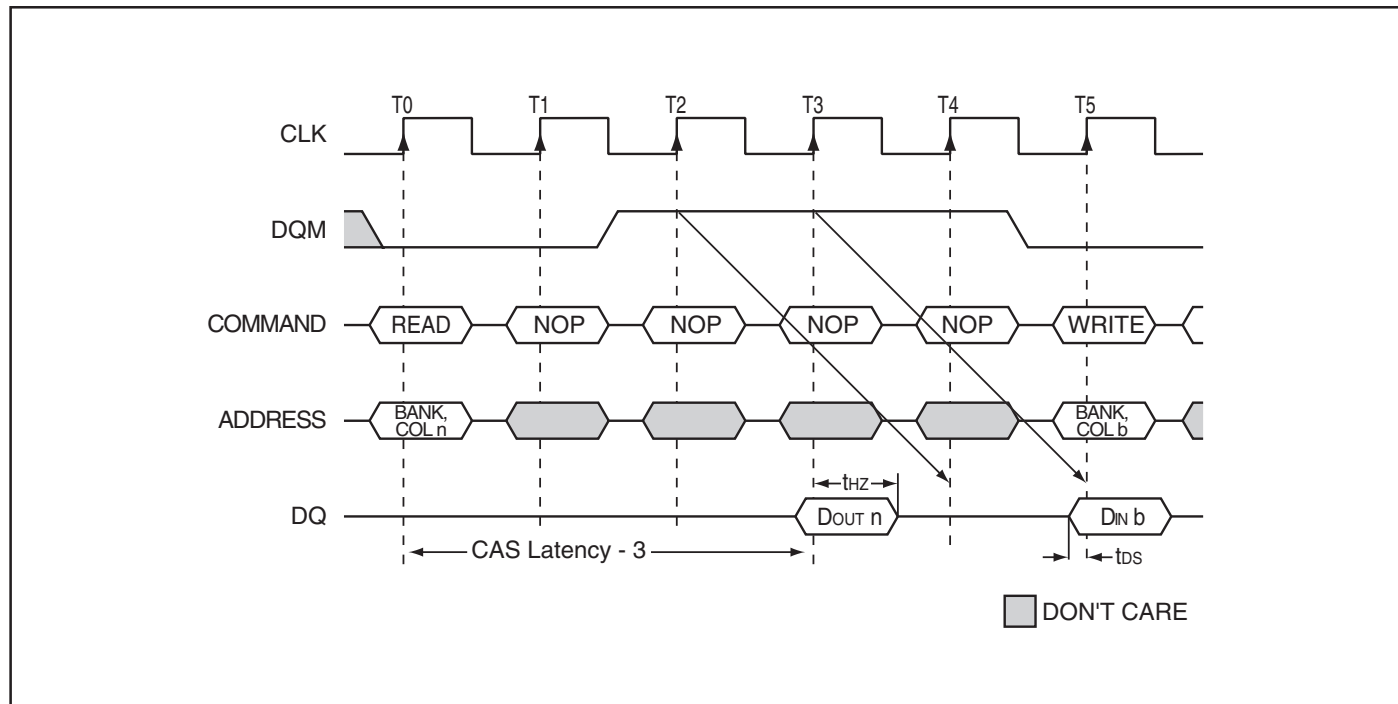 T0 T1 T2 T3 T4 T5
CLK
DQM
COMMAND READ NOP NOP NOP NOP WRITE
ADDRESS BANK, COL n BANK, COL b
tHZ
DQ DOUT n DIN b
CAS Latency - 3 tDS
DON'T CARE